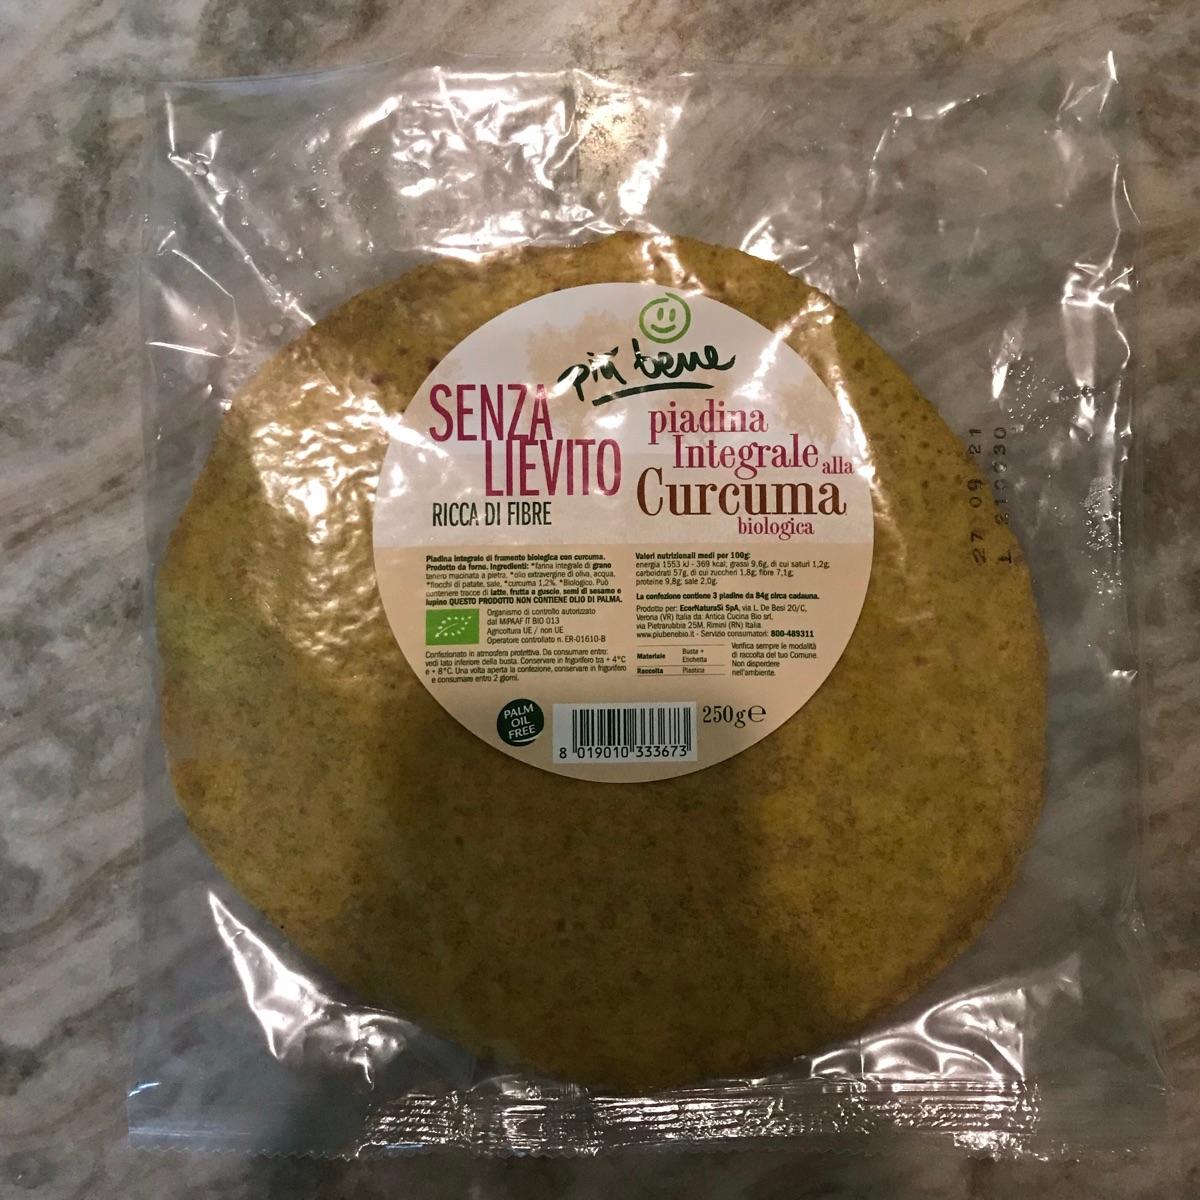 più bene
SENZA
LIEVITO
RICCA DI FIBRE
piadina
Integrale alla
Curcuma
biologica
Piadina integrale di frumento biologica con curcuma.
Prodotto da forno. Ingredienti: *farina integrale di grano
tenero macinata a pietra, *olio extravergine di oliva, acqua,
*fiocchi di patate, sale, *curcuma 1,2%. *Biologico. Può
contenere tracce di latte, frutta a guscio, semi di sesamo e
lupino QUESTO PRODOTTO NON CONTIENE OLIO DI PALMA.
Organismo di controllo autorizzato
dal MiPAAF IT BIO 013
Agricoltura UE / non UE
Operatore controllato n. ER-01610-B
Confezionato in atmosfera protettiva. Da consumare entro:
vedi lato inferiore della busta. Conservare in frigorifero tra + 4°C
e + 8°C. Una volta aperta la confezione, conservare in frigorifero
e consumare entro 2 giorni.
Valori nutrizionali medi per 100g:
energia 1553 kJ - 369 kcal; grassi 9,6g, di cui saturi 1,2g;
carboidrati 57g, di cui zuccheri 1,8g; fibre 7,1g;
proteine 9,8g; sale 2,0g.
La confezione contiene 3 piadine da 84g circa cadauna.
Prodotto per: EcorNaturaSì SpA, via L. De Besi 20/C,
Verona (VR) Italia da: Antica Cucina Bio srl,
via Pietrarubbia 25M, Rimini (RN) Italia.
www.piubenebio.it - Servizio consumatori: 800-489311
Materiale Busta + Etichetta
Raccolta Plastica
Verifica sempre le modalità
di raccolta del tuo Comune.
Non disperdere
nell'ambiente.
PALM
OIL
FREE
8 019010 333673
250g e
27 09 21
L 210830